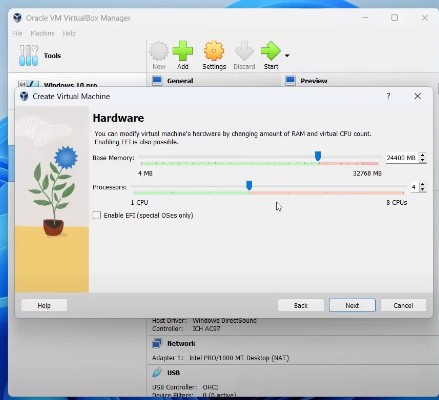 Oracle VM VirtualBox Manager
File Machine Help
Tools
New Add Settings Discard Start
Windows 10 pro
General Preview
Create Virtual Machine
Hardware
You can modify virtual machine's hardware by changing amount of RAM and virtual CPU count.
Enabling EFI is also possible.
Base Memory: 24400 MB
4 MB 32768 MB
Processors: 4
1 CPU 8 CPUs
Enable EFI (special OSes only)
Help Back Next Cancel
Host Driver: Windows DirectSound
Controller: ICH AC97
Network
Adapter 1: Intel PRO/1000 MT Desktop (NAT)
USB
USB Controller: OHCI
Device Filters: 0 (0 active)